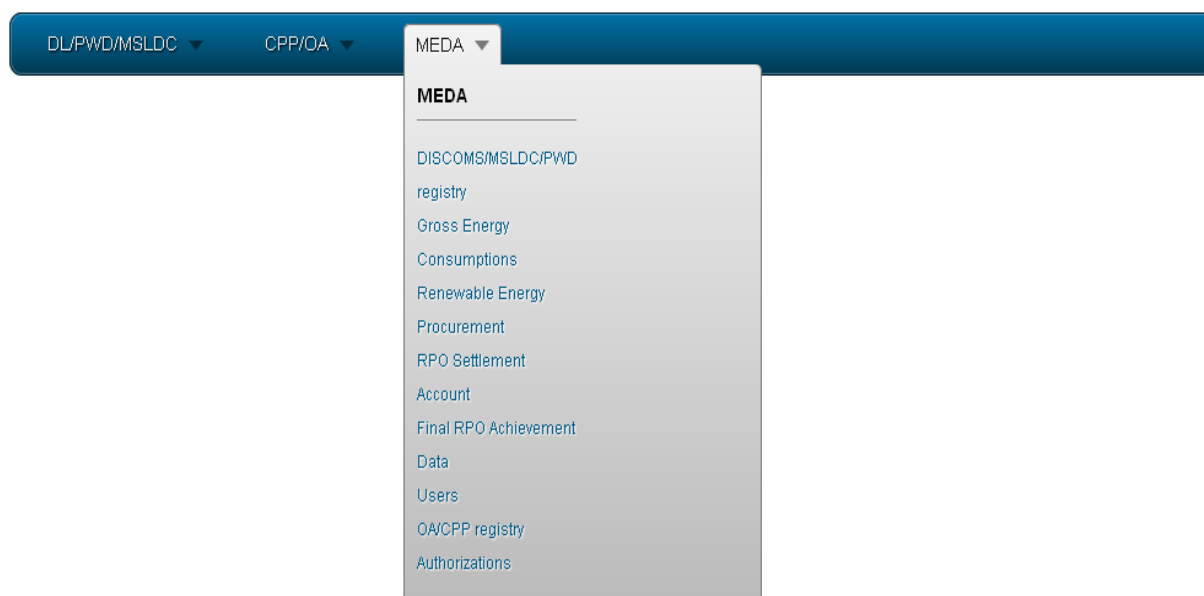 DL/PWD/MSLDC CPP/OA MEDA
MEDA
DISCOMS/MSLDC/PWD
registry
Gross Energy
Consumptions
Renewable Energy
Procurement
RPO Settlement
Account
Final RPO Achievement
Data
Users
OA/CPP registry
Authorizations